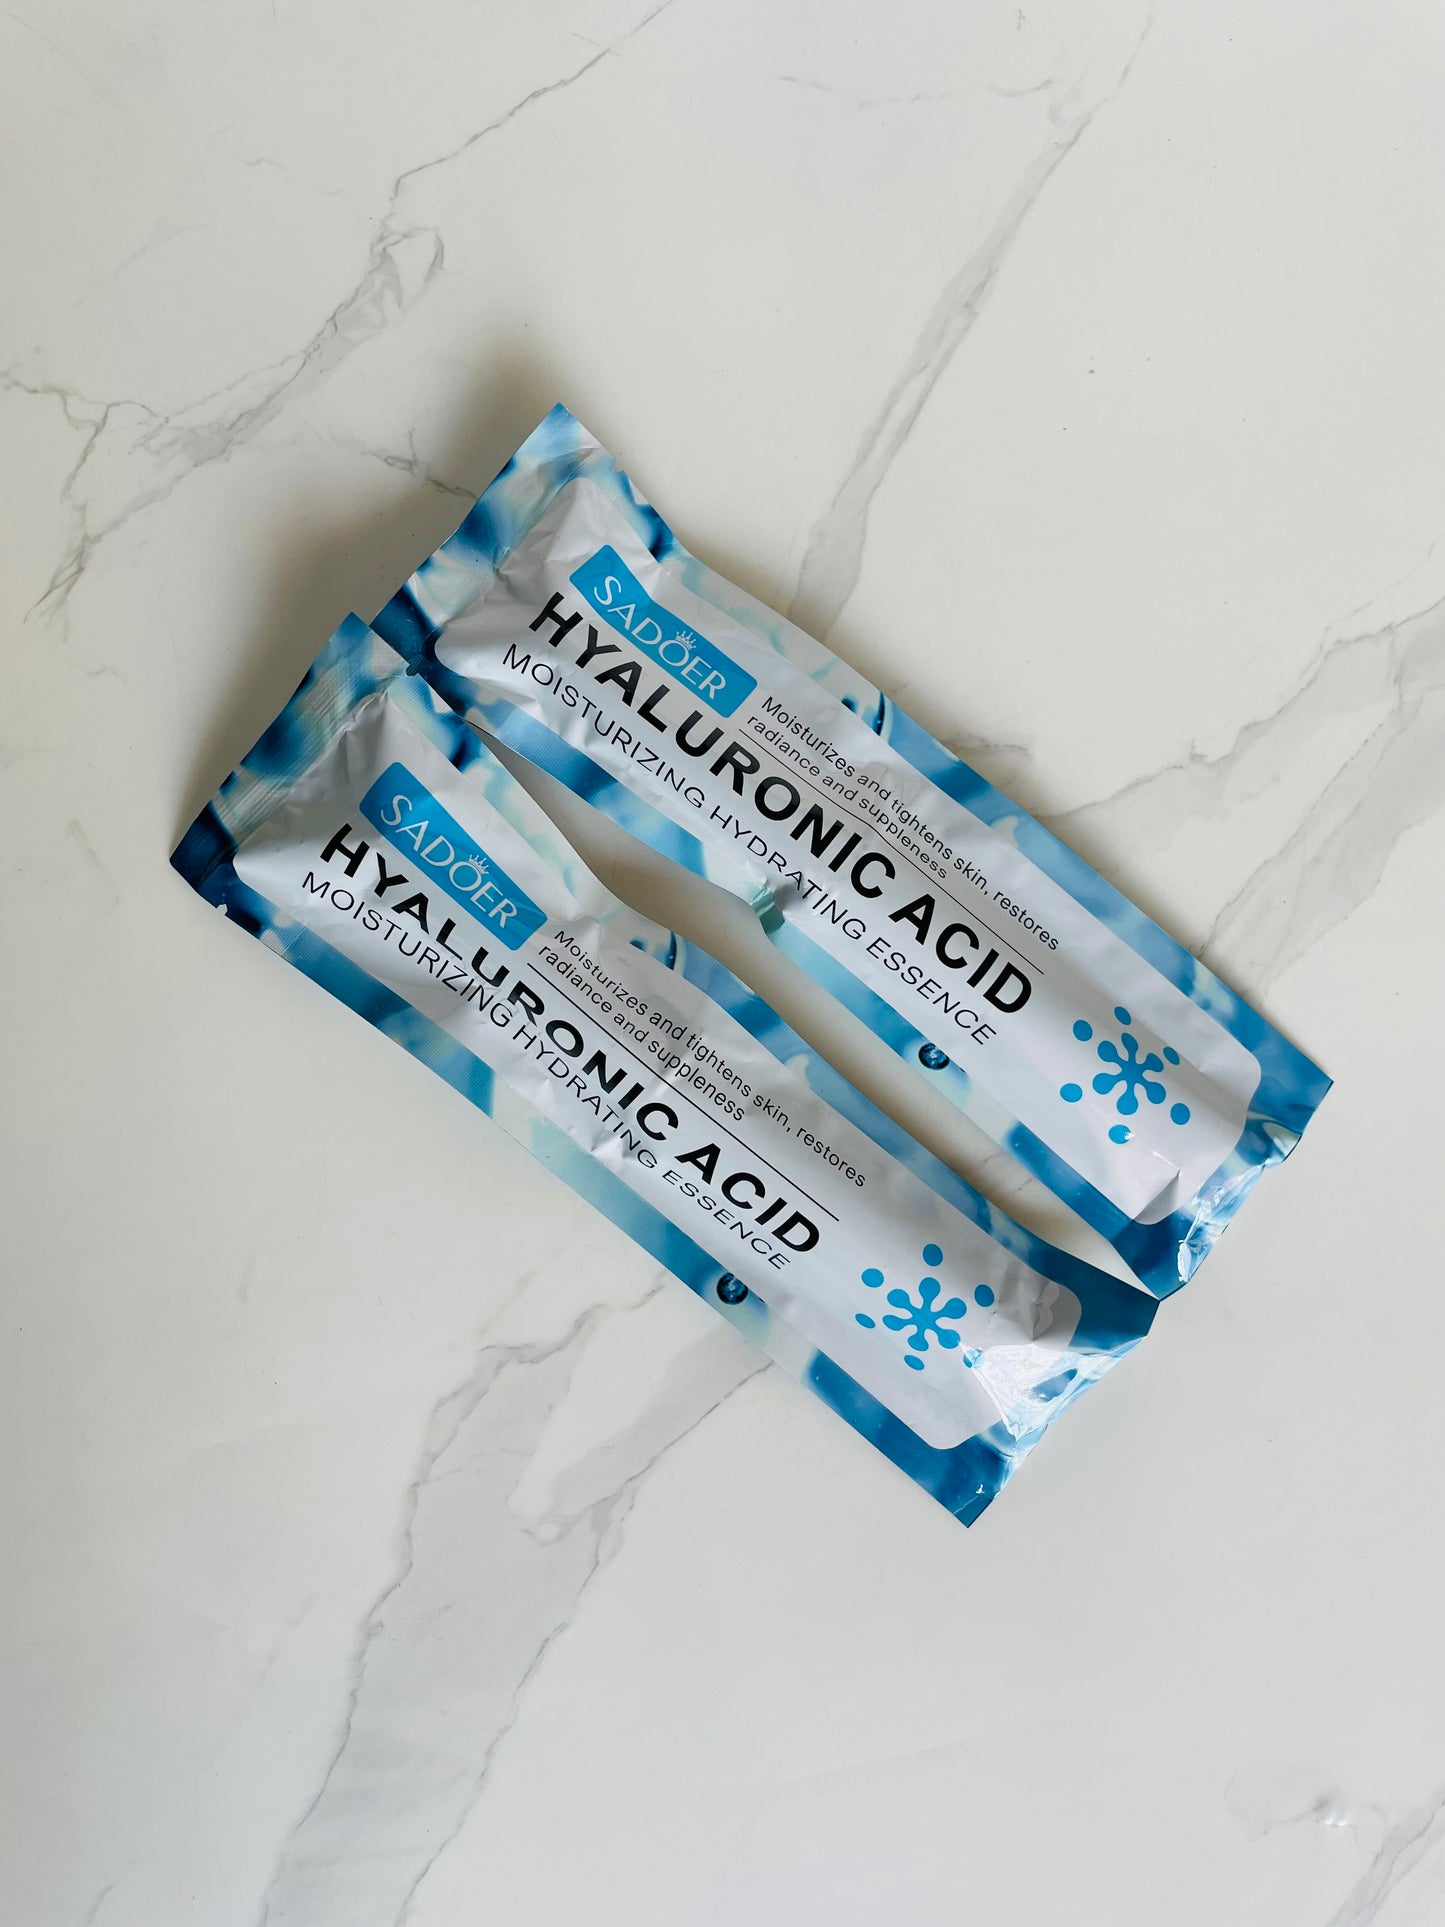 SADOER
HYALURONIC ACID
MOISTURIZING HYDRATING ESSENCE
Moisturizes and tightens skin, restores
radiance and suppleness
SADOER
HYALURONIC ACID
MOISTURIZING HYDRATING ESSENCE
Moisturizes and tightens skin, restores
radiance and suppleness